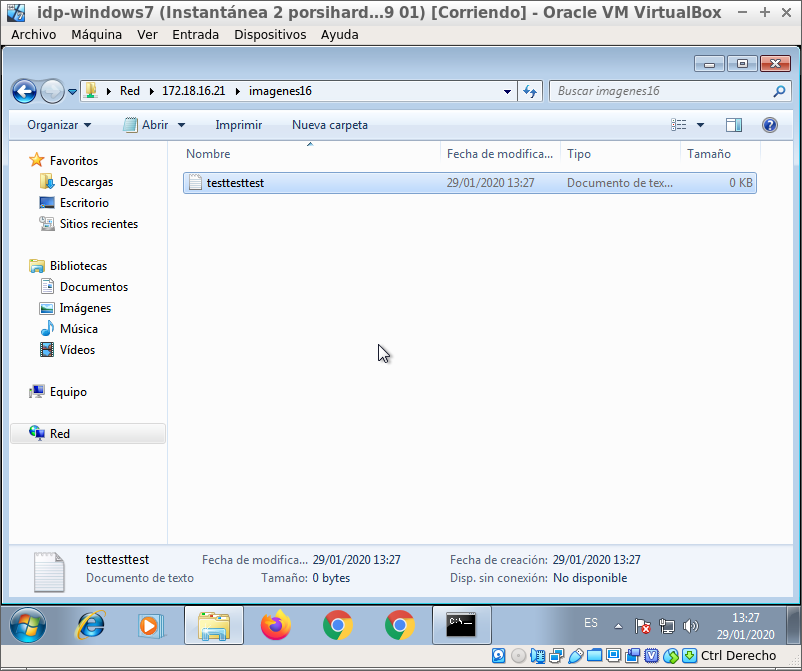 idp-windows7 (Instantánea 2 porsihard...9 01) [Corriendo] - Oracle VM VirtualBox
Archivo Máquina Ver Entrada Dispositivos Ayuda
Red 172.18.16.21 imagenes16 Buscar imagenes16
Organizar Abrir Imprimir Nueva carpeta
Nombre Fecha de modifica... Tipo Tamaño
testtesttest 29/01/2020 13:27 Documento de tex... 0 KB
Favoritos
Descargas
Escritorio
Sitios recientes
Bibliotecas
Documentos
Imágenes
Música
Vídeos
Equipo
Red
testtesttest Fecha de modifica... 29/01/2020 13:27 Fecha de creación: 29/01/2020 13:27
Documento de texto Tamaño: 0 bytes Disp. sin conexión: No disponible
C:\.
ES 13:27
29/01/2020
Ctrl Derecho